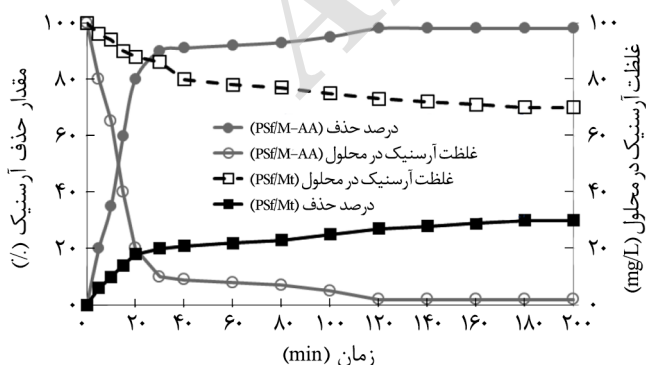 مقدار حذف آرسنیک (٪)
۱۰۰
۸۰
۶۰
۴۰
۲۰
۰
درصد حذف (PSf/M–AA)
غلظت آرسنیک در محلول (PSf/M–AA)
غلظت آرسنیک در محلول (PSf/Mt)
درصد حذف (PSf/Mt)
۱۰۰
۸۰
۶۰
۴۰
۲۰
۰
غلظت آرسنیک در محلول (mg/L)
۰ ۲۰ ۴۰ ۶۰ ۸۰ ۱۰۰ ۱۲۰ ۱۴۰ ۱۶۰ ۱۸۰ ۲۰۰
زمان (min)